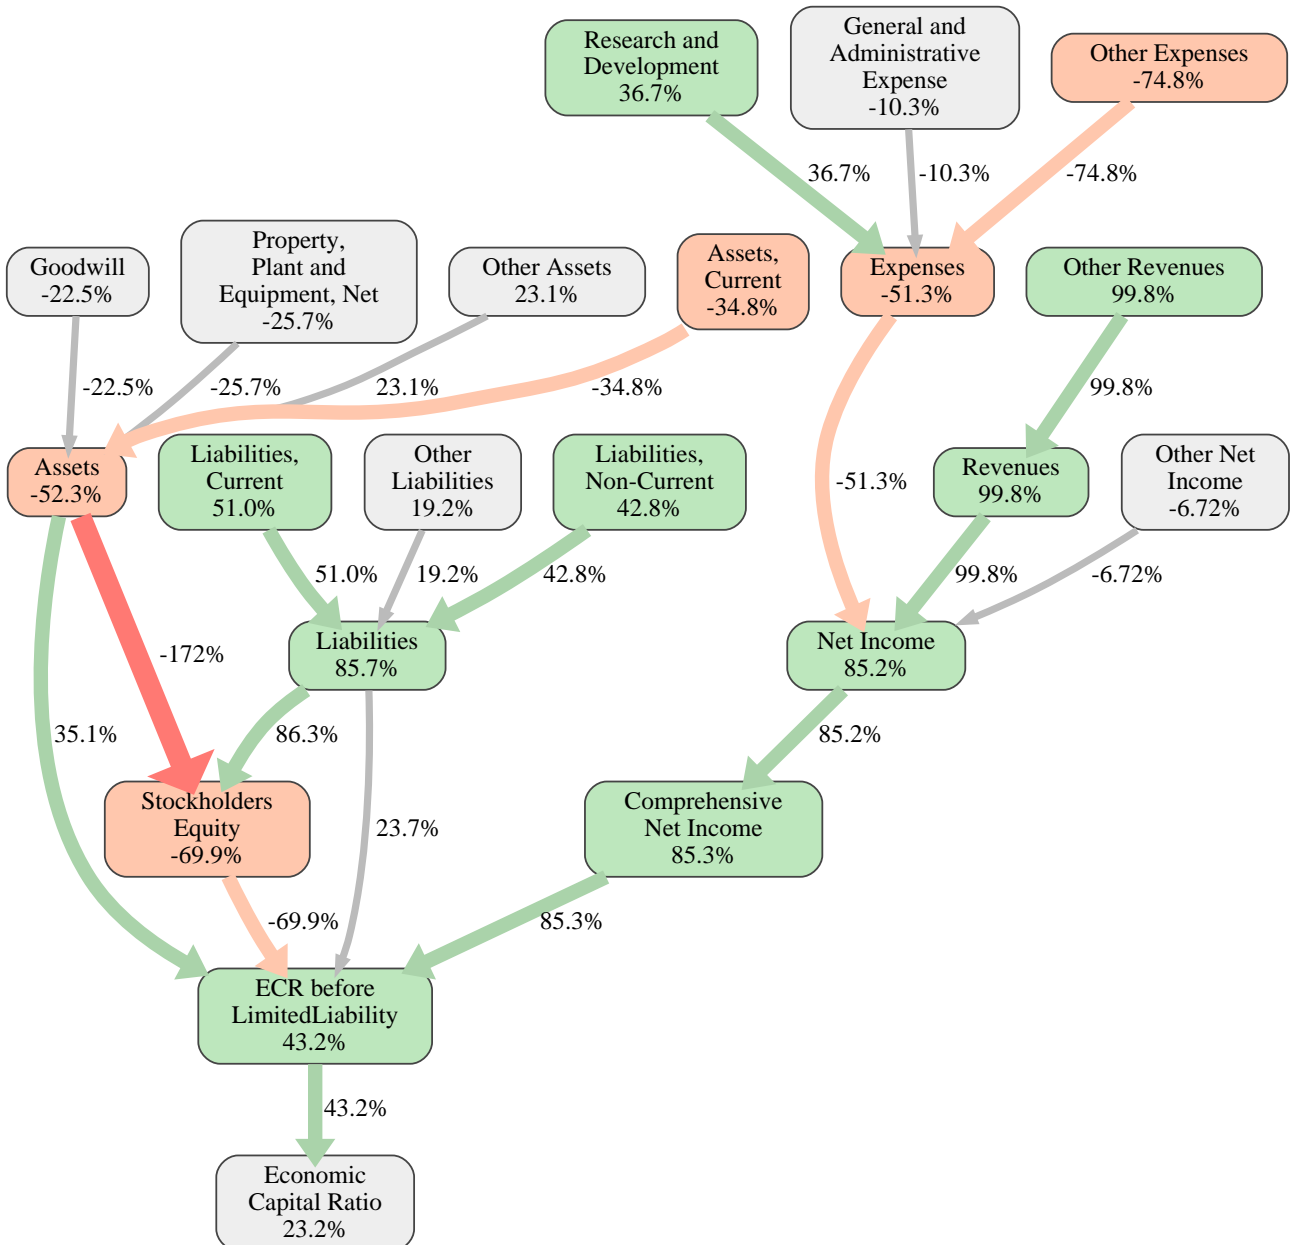 Research and
Development
36.7%
General and
Administrative
Expense
-10.3%
Other Expenses
-74.8%
36.7%
-10.3%
-74.8%
Goodwill
-22.5%
Property,
Plant and
Equipment, Net
-25.7%
Other Assets
23.1%
Assets,
Current
-34.8%
Expenses
-51.3%
Other Revenues
99.8%
-22.5%
-25.7%
23.1%
-34.8%
99.8%
Assets
-52.3%
Liabilities,
Current
51.0%
Other
Liabilities
19.2%
Liabilities,
Non-Current
42.8%
-51.3%
Revenues
99.8%
Other Net
Income
-6.72%
51.0%
19.2%
42.8%
99.8%
-6.72%
-172%
Liabilities
85.7%
Net Income
85.2%
35.1%
86.3%
85.2%
Stockholders
Equity
-69.9%
23.7%
Comprehensive
Net Income
85.3%
-69.9%
85.3%
ECR before
LimitedLiability
43.2%
43.2%
Economic
Capital Ratio
23.2%